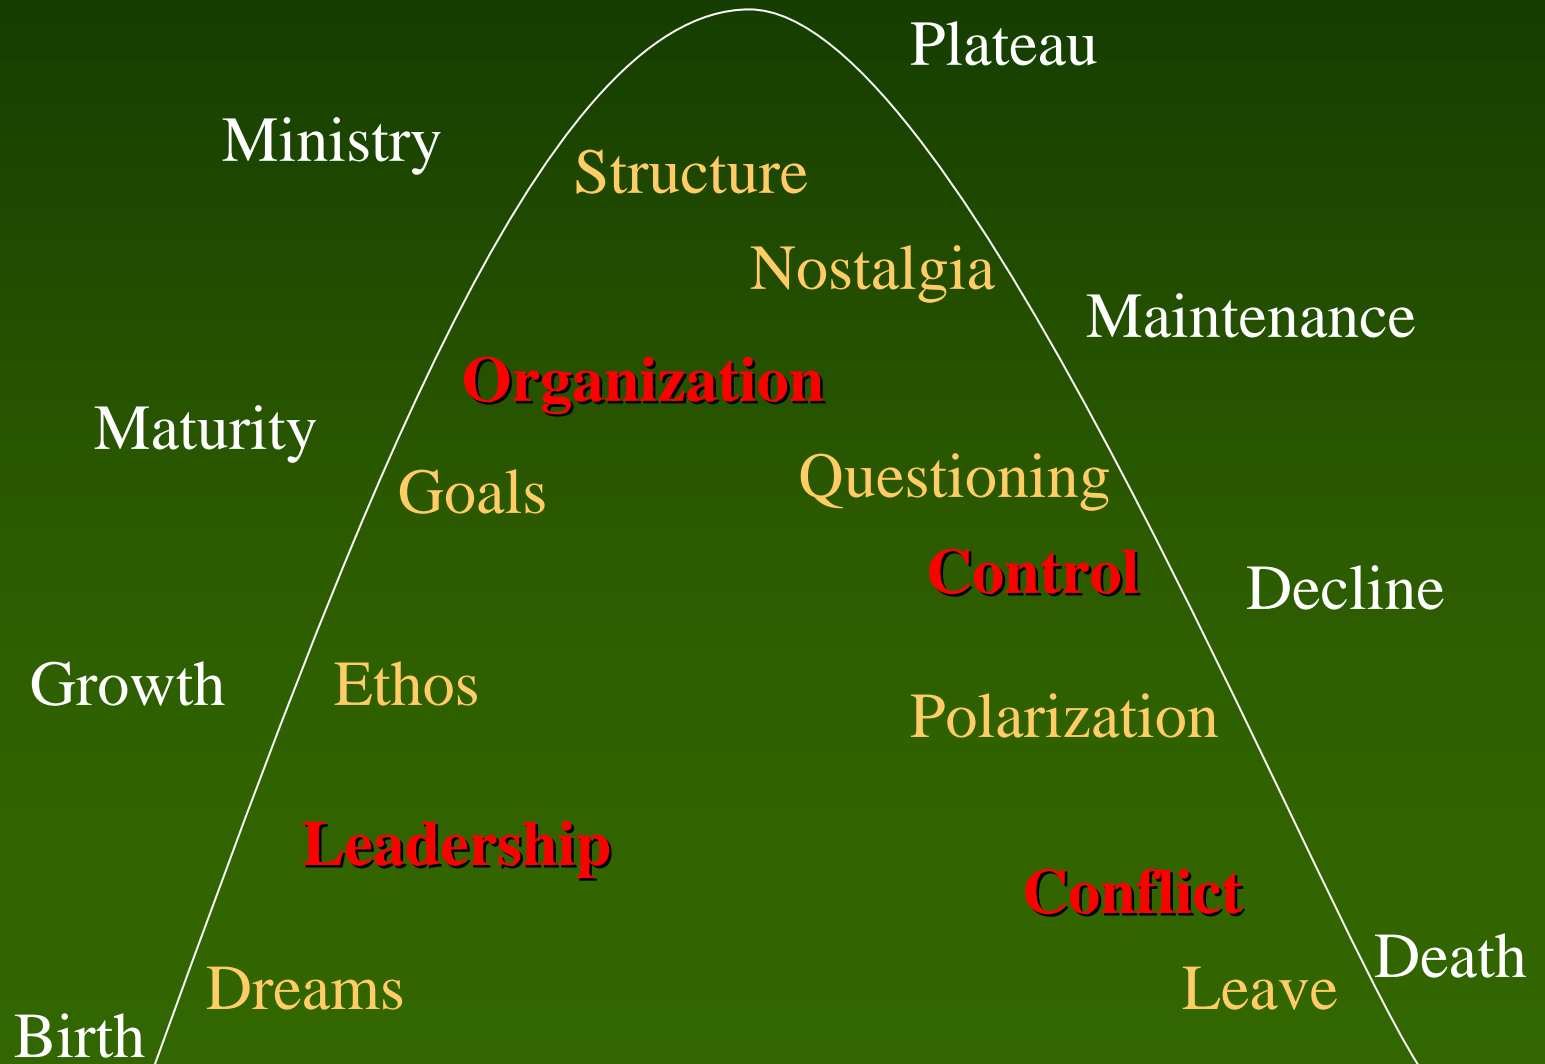 Plateau
Ministry
Structure
Nostalgia
Maintenance
Organization
Maturity
Questioning
Goals
Control
Decline
Growth
Ethos
Polarization
Leadership
Conflict
Death
Dreams
Leave
Birth